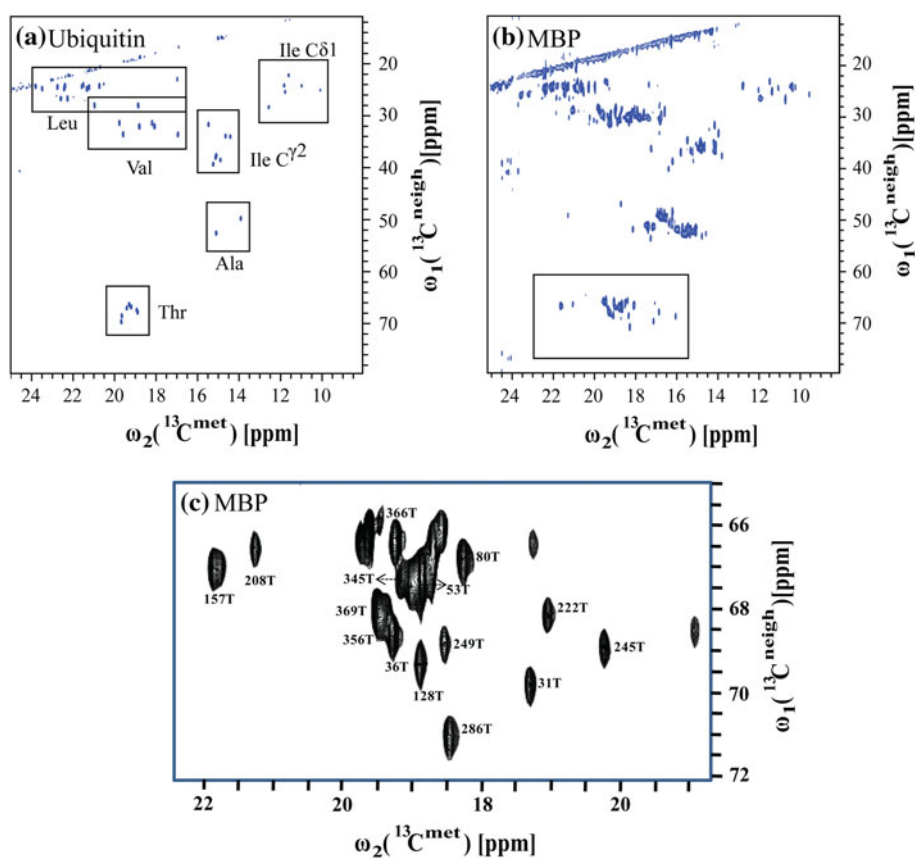 (a) Ubiquitin
Ile Cδ1
Leu
Val
Ile Cγ2
Ala
Thr
20
30
40
50
60
70
ω1(13Cneigh)[ppm]
24 22 20 18 16 14 12 10
ω2(13Cmet) [ppm]
(b) MBP
20
30
40
50
60
70
ω1(13Cneigh)[ppm]
24 22 20 18 16 14 12 10
ω2(13Cmet) [ppm]
(c) MBP
366T
157T
208T
345T
80T
53T
369T
222T
356T
36T
249T
245T
128T
31T
286T
66
68
70
72
ω1(13Cneigh)[ppm]
22 20 18 20
ω2(13Cmet) [ppm]